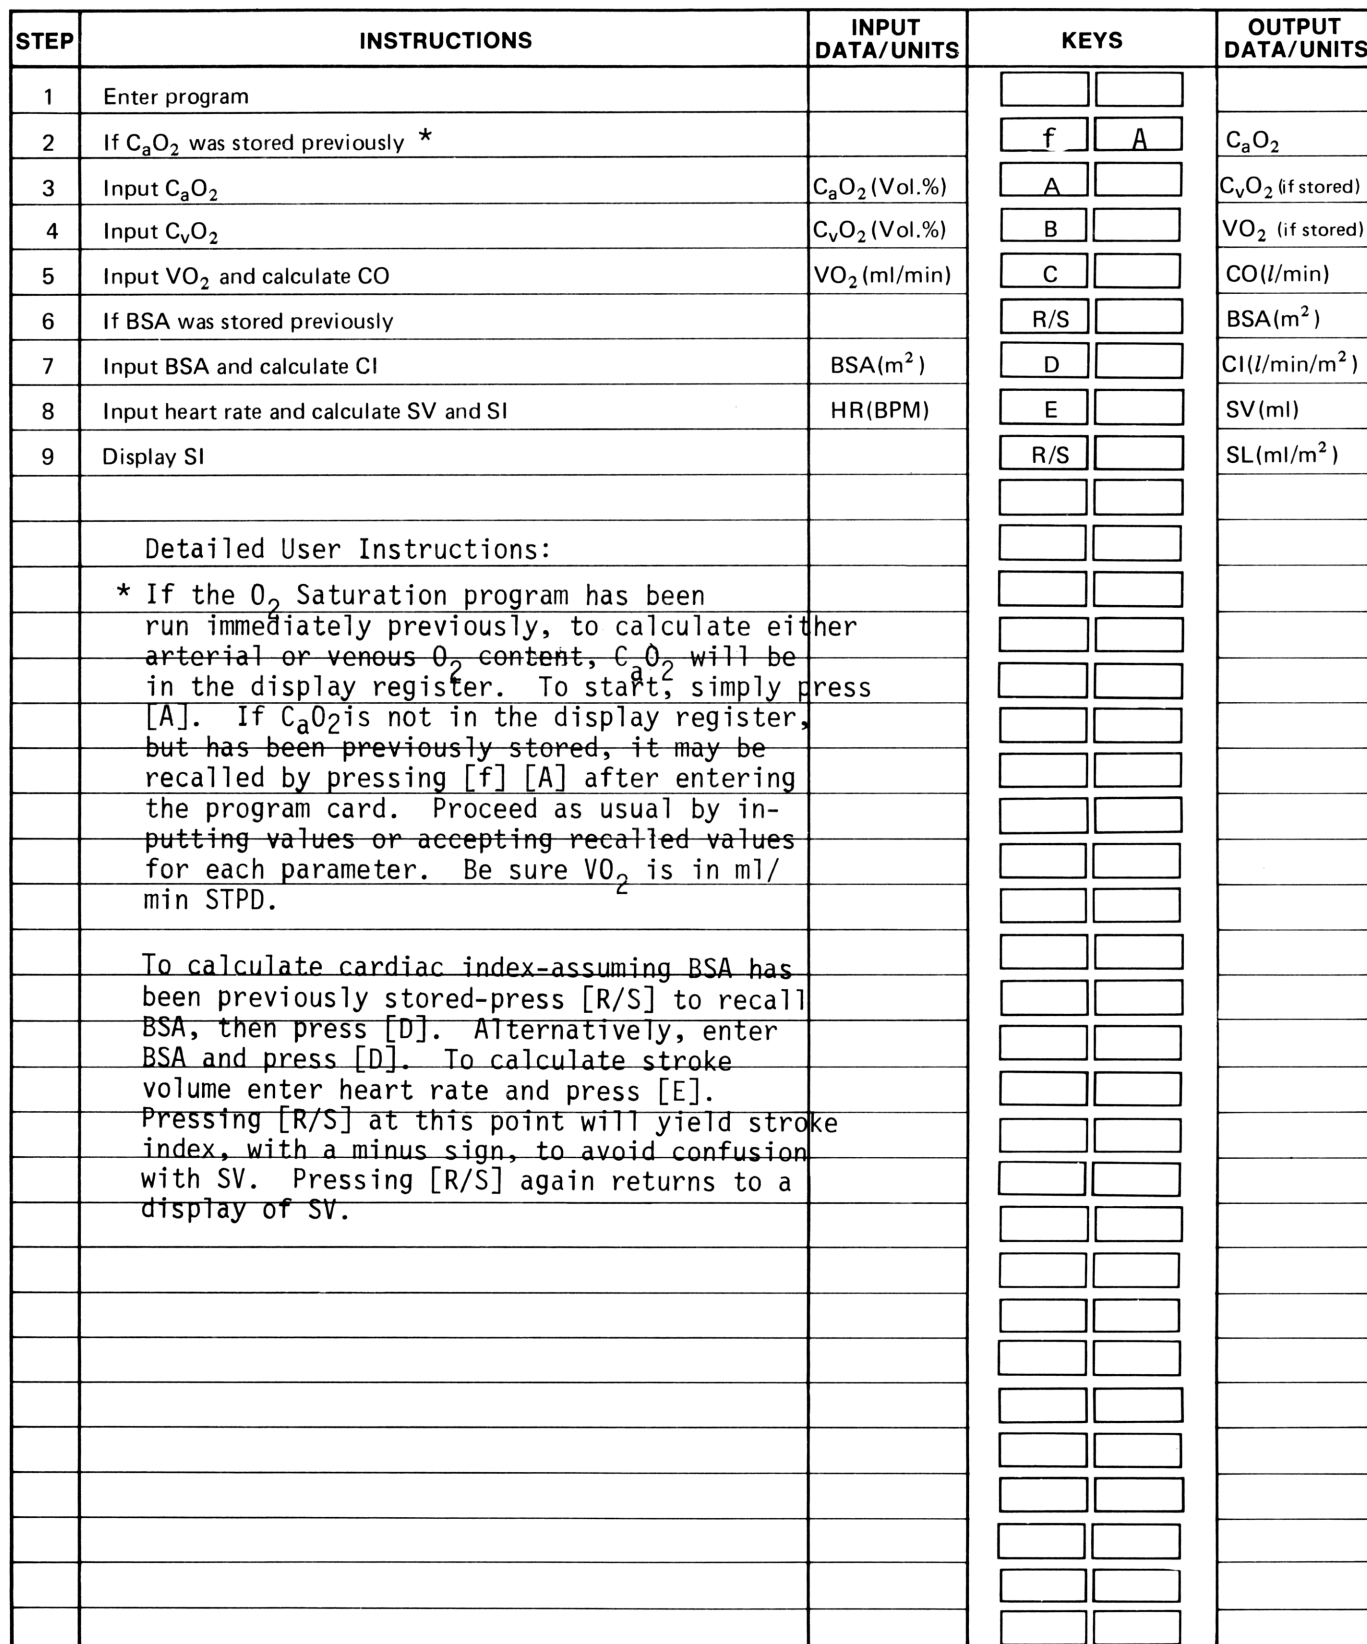 STEP INSTRUCTIONS INPUT DATA/UNITS KEYS OUTPUT DATA/UNITS
1 Enter program
2 If CaO2 was stored previously * f A CaO2
3 Input CaO2 CaO2 (Vol.%) A CvO2 (if stored)
4 Input CvO2 CvO2 (Vol.%) B VO2 (if stored)
5 Input VO2 and calculate CO VO2 (ml/min) C CO(l/min)
6 If BSA was stored previously R/S BSA(m²)
7 Input BSA and calculate CI BSA(m²) D CI(l/min/m²)
8 Input heart rate and calculate SV and SI HR(BPM) E SV(ml)
9 Display SI R/S SL(ml/m²)
Detailed User Instructions:
* If the O2 Saturation program has been
run immediately previously, to calculate either
arterial or venous O2 content, CaO2 will be
in the display register. To start, simply press
[A]. If CaO2is not in the display register,
but has been previously stored, it may be
recalled by pressing [f] [A] after entering
the program card. Proceed as usual by in-
putting values or accepting recalled values
for each parameter. Be sure VO2 is in ml/
min STPD.
To calculate cardiac index-assuming BSA has
been previously stored-press [R/S] to recall
BSA, then press [D]. Alternatively, enter
BSA and press [D]. To calculate stroke
volume enter heart rate and press [E].
Pressing [R/S] at this point will yield stroke
index, with a minus sign, to avoid confusion
with SV. Pressing [R/S] again returns to a
display of SV.